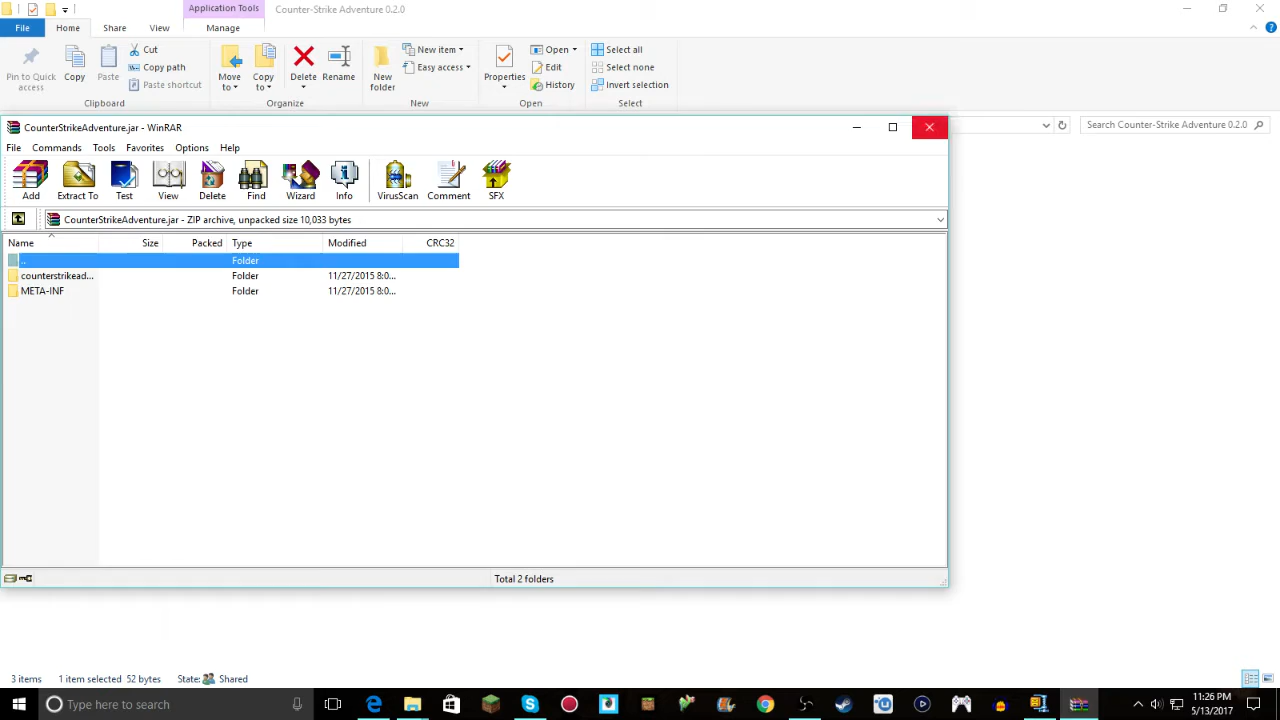 Application Tools Counter-Strike Adventure 0.2.0
File Home Share View Manage
Pin to Quick access
Copy
Paste
Cut
Copy path
Paste shortcut
Clipboard
Move to
Copy to
Delete
Rename
Organize
New folder
New item
Easy access
New
Properties
Open
Edit
History
Open
Select all
Select none
Invert selection
Select
Search Counter-Strike Adventure 0.2.0
CounterStrikeAdventure.jar - WinRAR
File Commands Tools Favorites Options Help
Add Extract To Test View Delete Find Wizard Info VirusScan Comment SFX
CounterStrikeAdventure.jar - ZIP archive, unpacked size 10,033 bytes
Name Size Packed Type Modified CRC32
.. Folder
counterstrikead... Folder 11/27/2015 8:0...
META-INF Folder 11/27/2015 8:0...
Total 2 folders
3 items 1 item selected 52 bytes State: Shared
Type here to search
11:26 PM
5/13/2017